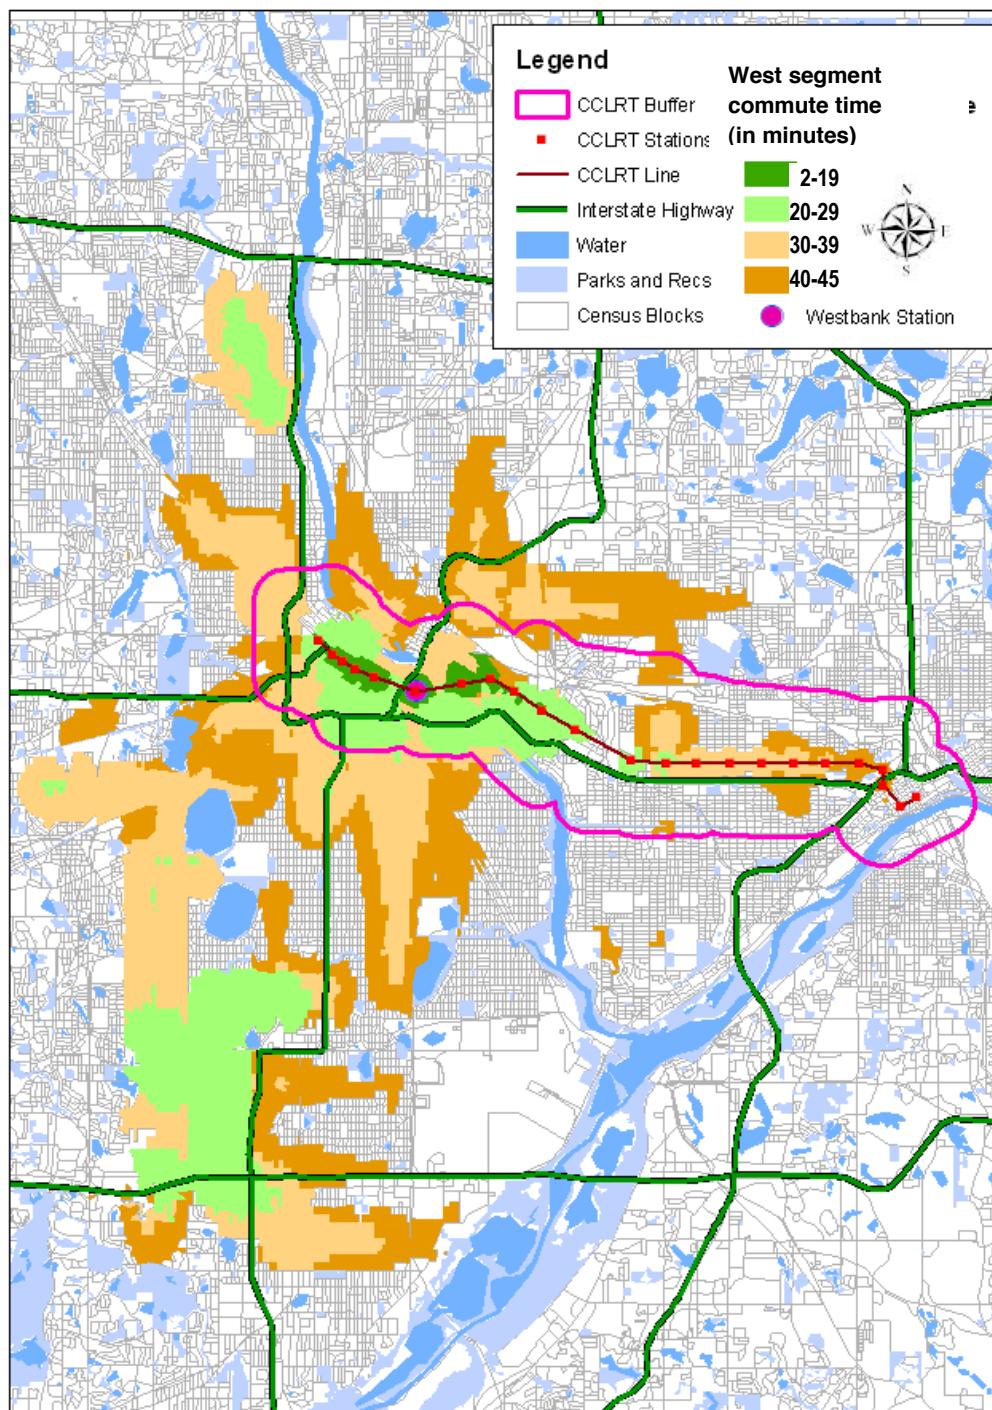 Legend
CCLRT Buffer
CCLRT Stations
CCLRT Line
Interstate Highway
Water
Parks and Recs
Census Blocks
West segment
commute time
(in minutes)
2-19
20-29
30-39
40-45
Westbank Station
N
W E
S